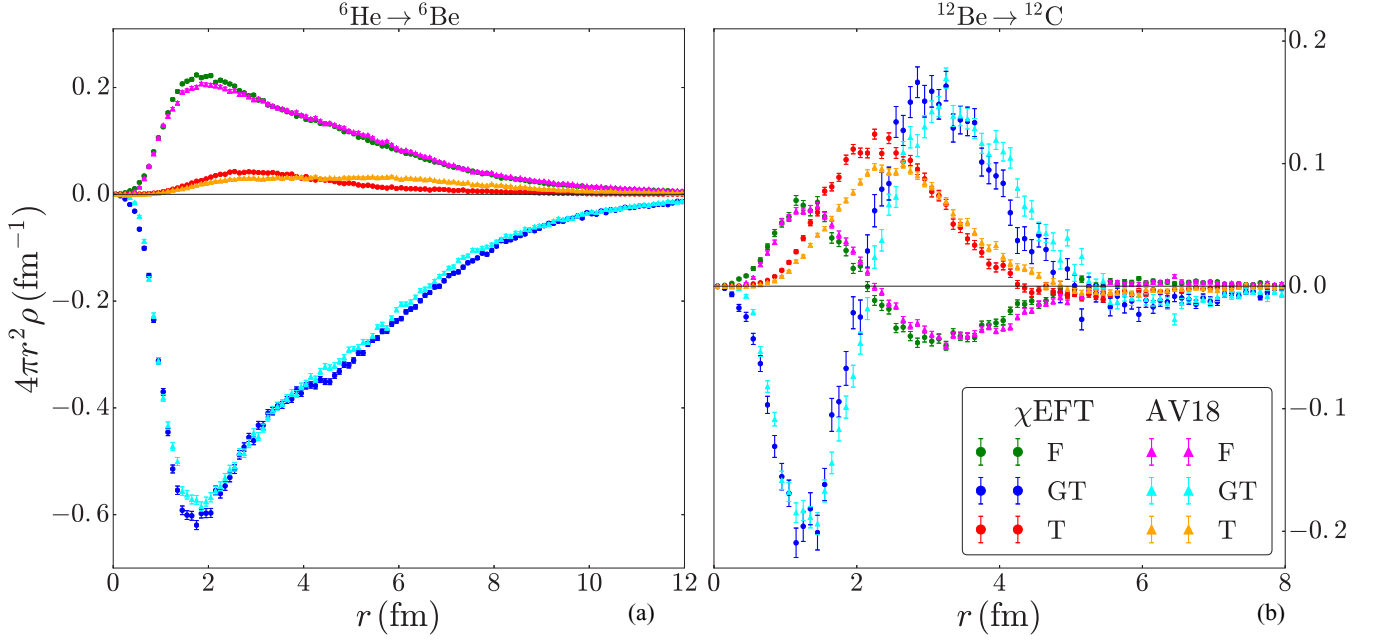 ⁶He → ⁶Be
¹²Be → ¹²C
4πr² ρ (fm⁻¹)
0.2
0.0
−0.2
−0.4
−0.6
0 2 4 6 8 10 12
r (fm)
(a)
0.2
0.1
0.0
−0.1
−0.2
0 2 4 6 8
r (fm)
(b)
χEFT AV18
F F
GT GT
T T